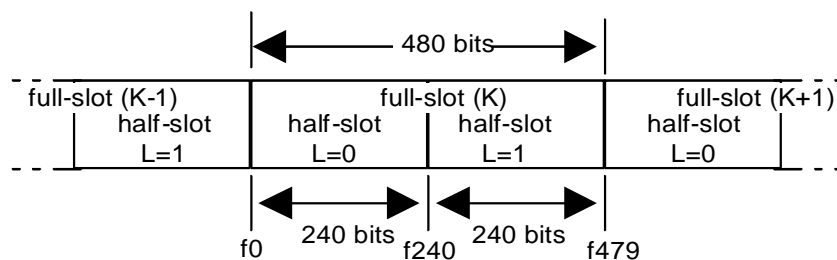 480 bits
full-slot (K-1) full-slot (K) full-slot (K+1)
half-slot half-slot half-slot half-slot
L=1 L=0 L=1 L=0
240 bits 240 bits
f0 f240 f479